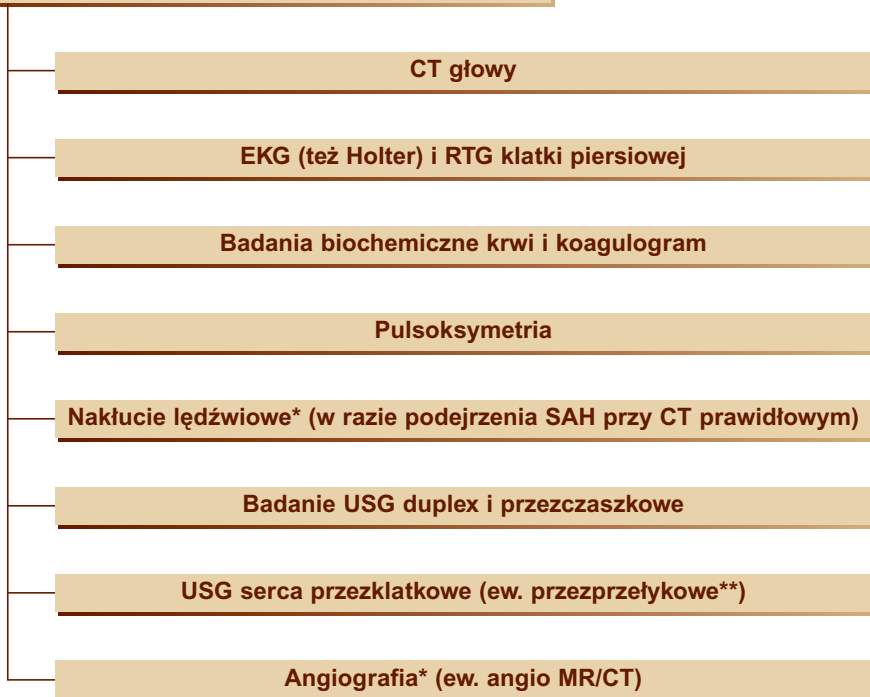 CT głowy
EKG (też Holter) i RTG klatki piersiowej
Badania biochemiczne krwi i koagulogram
Pulsoksymetria
Nakłucie lędźwiowe* (w razie podejrzenia SAH przy CT prawidłowym)
Badanie USG duplex i przezczaszkowe
USG serca przezklatkowe (ew. przezprzełykowe**)
Angiografia* (ew. angio MR/CT)